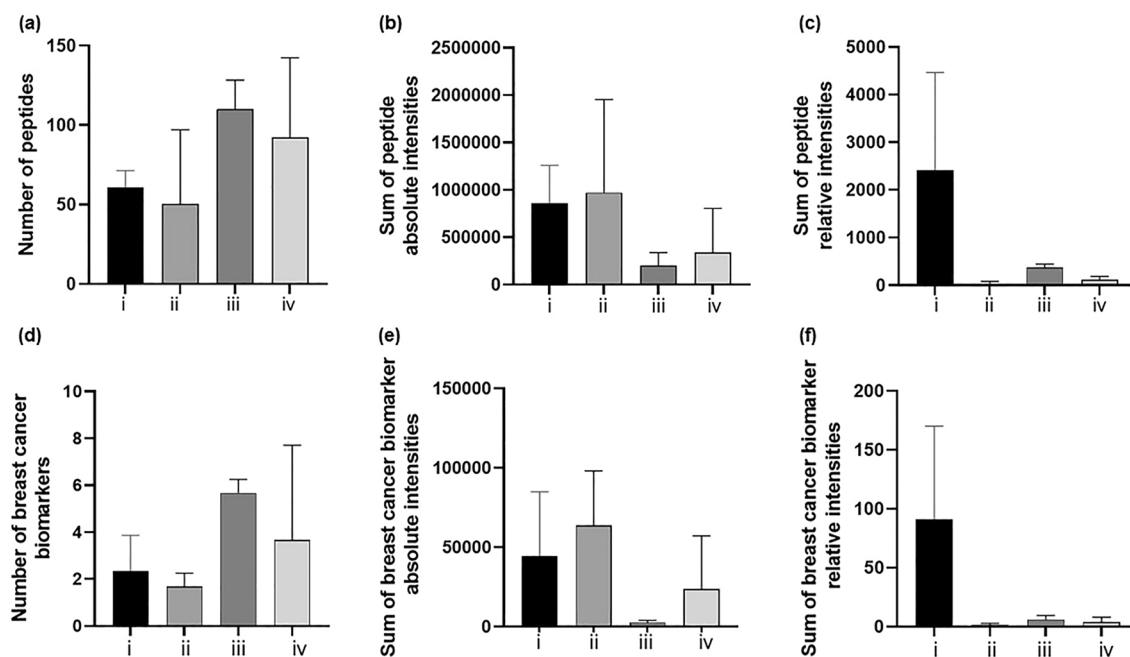 (a)
Number of peptides
150
100
50
0
i ii iii iv
(b)
Sum of peptide
absolute intensities
2500000
2000000
1500000
1000000
500000
0
i ii iii iv
(c)
Sum of peptide
relative intensities
5000
4000
3000
2000
1000
0
i ii iii iv
(d)
Number of breast cancer
biomarkers
10
8
6
4
2
0
i ii iii iv
(e)
Sum of breast cancer biomarker
absolute intensities
150000
100000
50000
0
i ii iii iv
(f)
Sum of breast cancer biomarker
relative intensities
200
150
100
50
0
i ii iii iv